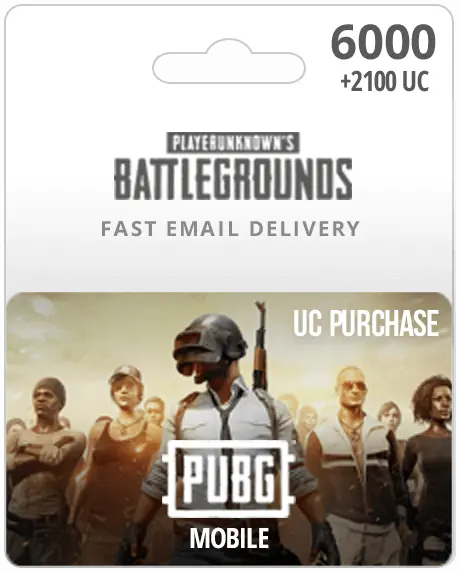 6000
+2100 UC
PLAYERUNKNOWN'S
BATTLEGROUNDS
FAST EMAIL DELIVERY
UC PURCHASE
PUBG
MOBILE